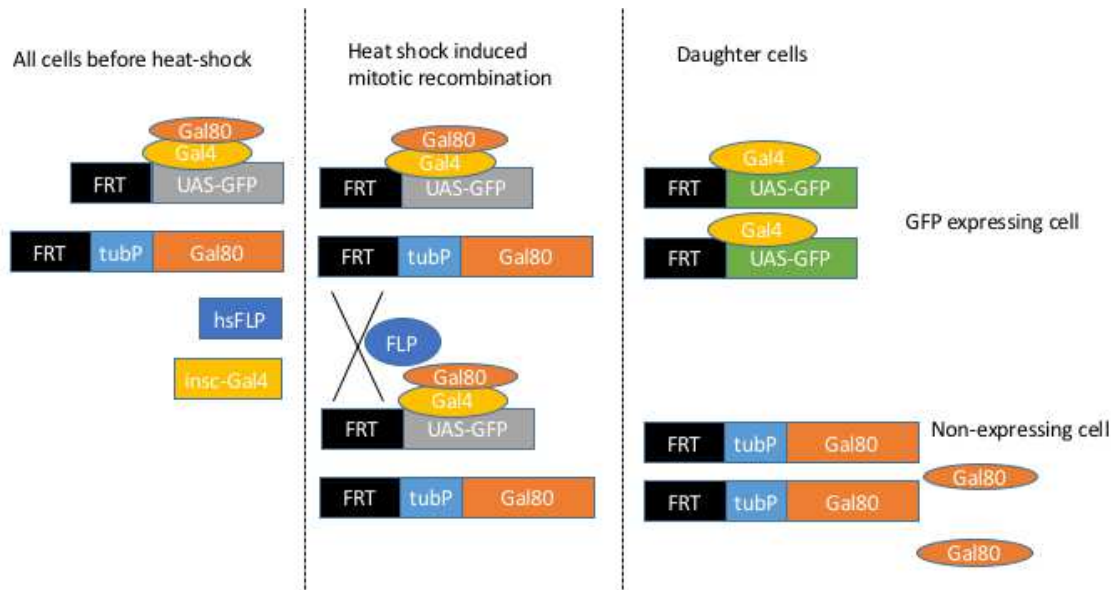 All cells before heat-shock
Gal80
Gal4
FRT UAS-GFP
FRT tubP Gal80
hsFLP
insc-Gal4
Heat shock induced
mitotic recombination
Gal80
Gal4
FRT UAS-GFP
FRT tubP Gal80
FLP
Gal80
Gal4
FRT UAS-GFP
FRT tubP Gal80
Daughter cells
Gal4
FRT UAS-GFP
Gal4
FRT UAS-GFP
GFP expressing cell
FRT tubP Gal80
Non-expressing cell
Gal80
FRT tubP Gal80
Gal80